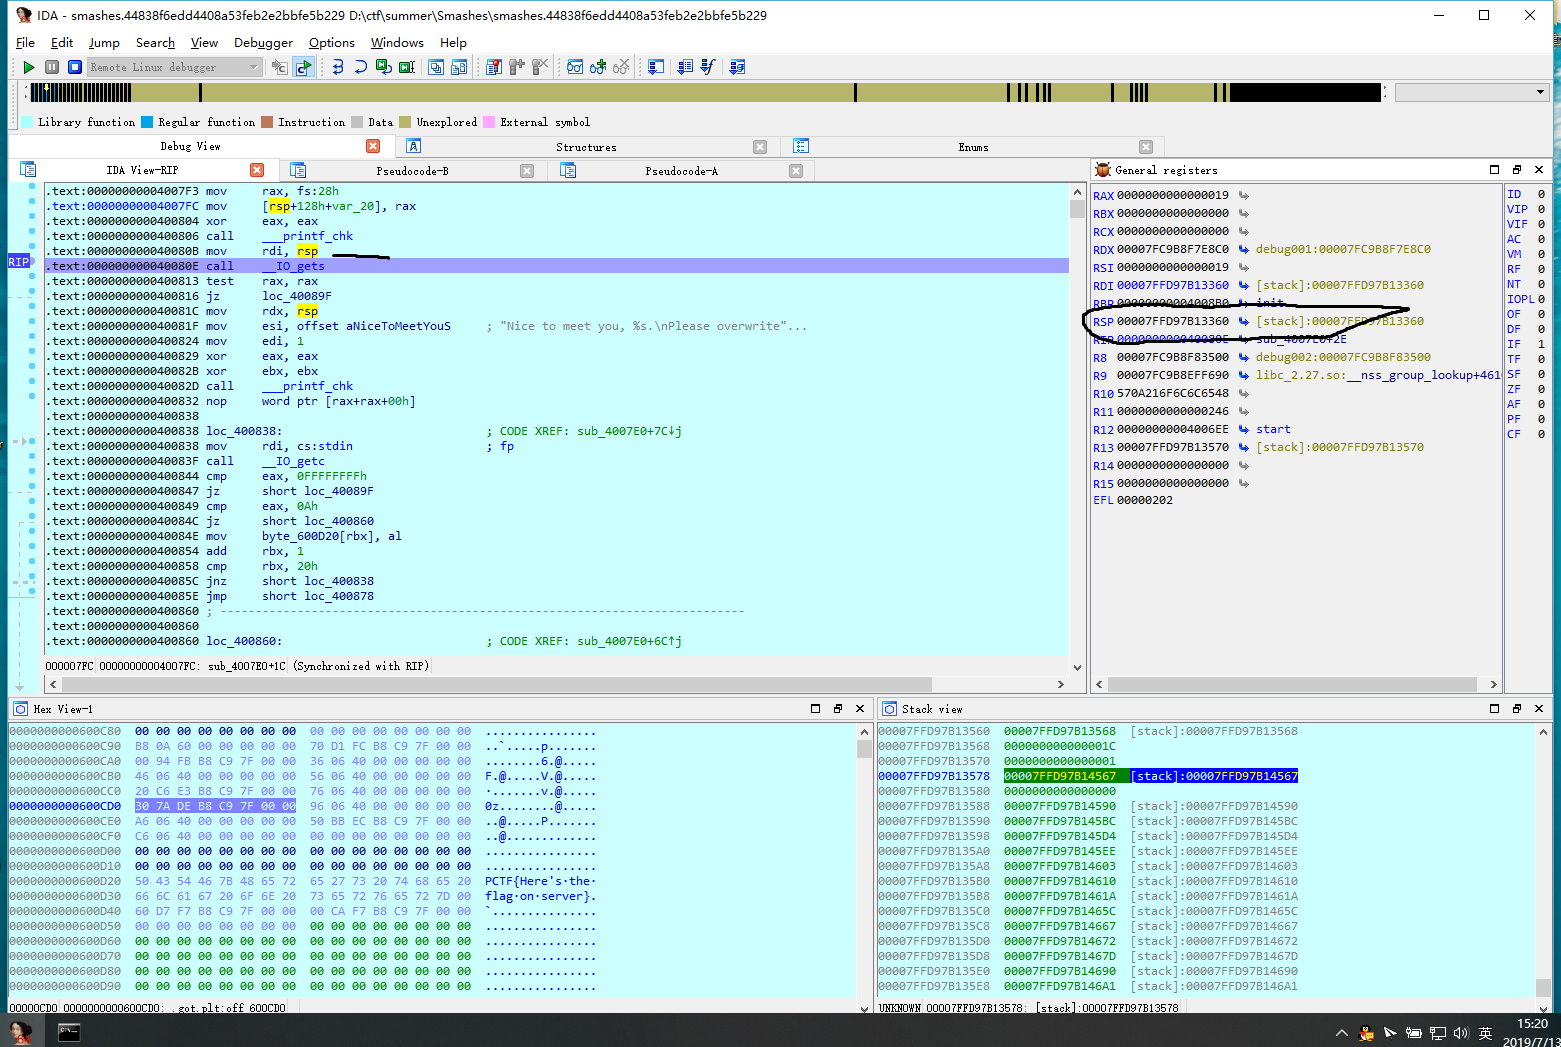 IDA - smashes.44838f6edd4408a53feb2e2bbfe5b229 D:\ctf\summer\Smashes\smashes.44838f6edd4408a53feb2e2bbfe5b229
File Edit Jump Search View Debugger Options Windows Help
Remote Linux debugger
Library function Regular function Instruction Data Unexplored External symbol
Debug View Structures Enums
IDA View-RIP Pseudocode-B Pseudocode-A
.text:00000000004007F3 mov rax, fs:28h
.text:00000000004007FC mov [rsp+128h+var_20], rax
.text:0000000000400804 xor eax, eax
.text:0000000000400806 call ___printf_chk
.text:000000000040080B mov rdi, rsp
RIP .text:000000000040080E call __IO_gets
.text:0000000000400813 test rax, rax
.text:0000000000400816 jz loc_40089F
.text:000000000040081C mov rdx, rsp
.text:000000000040081F mov esi, offset aNiceToMeetYouS ; "Nice to meet you, %s.\nPlease overwrite"...
.text:0000000000400824 mov edi, 1
.text:0000000000400829 xor eax, eax
.text:000000000040082B xor ebx, ebx
.text:000000000040082D call ___printf_chk
.text:0000000000400832 nop word ptr [rax+rax+00h]
.text:0000000000400838
.text:0000000000400838 loc_400838: ; CODE XREF: sub_4007E0+7C↓j
.text:0000000000400838 mov rdi, cs:stdin ; fp
.text:000000000040083F call __IO_getc
.text:0000000000400844 cmp eax, 0FFFFFFFFh
.text:0000000000400847 jz short loc_40089F
.text:0000000000400849 cmp eax, 0Ah
.text:000000000040084C jz short loc_400860
.text:000000000040084E mov byte_600D20[rbx], al
.text:0000000000400854 add rbx, 1
.text:0000000000400858 cmp rbx, 20h
.text:000000000040085C jnz short loc_400838
.text:000000000040085E jmp short loc_400878
.text:0000000000400860 ; ---------------------------------------------------------------------------
.text:0000000000400860
.text:0000000000400860 loc_400860: ; CODE XREF: sub_4007E0+6C↑j
000007FC 00000000004007FC: sub_4007E0+1C (Synchronized with RIP)
General registers
RAX 0000000000000019
RBX 0000000000000000
RCX 0000000000000000
RDX 00007FC9B8F7E8C0 debug001:00007FC9B8F7E8C0
RSI 0000000000000019
RDI 00007FFD97B13360 [stack]:00007FFD97B13360
RBP 00000000004008B0 init
RSP 00007FFD97B13360 [stack]:00007FFD97B13360
RIP 000000000040080E sub_4007E0+2E
R8 00007FC9B8F83500 debug002:00007FC9B8F83500
R9 00007FC9B8EFF690 libc_2.27.so:__nss_group_lookup+461
R10 570A216F6C6C6548
R11 0000000000000246
R12 00000000004006EE start
R13 00007FFD97B13570 [stack]:00007FFD97B13570
R14 0000000000000000
R15 0000000000000000
EFL 00000202
ID 0
VIP 0
VIF 0
AC 0
VM 0
RF 0
NT 0
IOPL 0
OF 0
DF 0
IF 1
TF 0
SF 0
ZF 0
AF 0
PF 0
CF 0
Hex View-1
0000000000600C80 00 00 00 00 00 00 00 00 00 00 00 00 00 00 00 00 ................
0000000000600C90 B8 0A 60 00 00 00 00 00 70 D1 FC B8 C9 7F 00 00 ..`.....p.......
0000000000600CA0 00 94 FB B8 C9 7F 00 00 36 06 40 00 00 00 00 00 ........6.@.....
0000000000600CB0 46 06 40 00 00 00 00 00 56 06 40 00 00 00 00 00 F.@.....V.@.....
0000000000600CC0 20 C6 E3 B8 C9 7F 00 00 76 06 40 00 00 00 00 00 ·.......v.@.....
0000000000600CD0 30 7A DE B8 C9 7F 00 00 96 06 40 00 00 00 00 00 0z........@.....
0000000000600CE0 A6 06 40 00 00 00 00 00 50 BB EC B8 C9 7F 00 00 ..@.....P.......
0000000000600CF0 C6 06 40 00 00 00 00 00 00 00 00 00 00 00 00 00 ..@.............
0000000000600D00 00 00 00 00 00 00 00 00 00 00 00 00 00 00 00 00 ................
0000000000600D10 00 00 00 00 00 00 00 00 00 00 00 00 00 00 00 00 ................
0000000000600D20 50 43 54 46 7B 48 65 72 65 27 73 20 74 68 65 20 PCTF{Here's·the·
0000000000600D30 66 6C 61 67 20 6F 6E 20 73 65 72 76 65 72 7D 00 flag·on·server}.
0000000000600D40 60 D7 F7 B8 C9 7F 00 00 00 CA F7 B8 C9 7F 00 00 `...............
0000000000600D50 00 00 00 00 00 00 00 00 00 00 00 00 00 00 00 00 ................
0000000000600D60 00 00 00 00 00 00 00 00 00 00 00 00 00 00 00 00 ................
0000000000600D70 00 00 00 00 00 00 00 00 00 00 00 00 00 00 00 00 ................
0000000000600D80 00 00 00 00 00 00 00 00 00 00 00 00 00 00 00 00 ................
0000000000600D90 00 00 00 00 00 00 00 00 00 00 00 00 00 00 00 00 ................
00000CD0 0000000000600CD0: .got.plt:off_600CD0
Stack view
00007FFD97B13560 00007FFD97B13568 [stack]:00007FFD97B13568
00007FFD97B13568 000000000000001C
00007FFD97B13570 0000000000000001
00007FFD97B13578 00007FFD97B14567 [stack]:00007FFD97B14567
00007FFD97B13580 0000000000000000
00007FFD97B13588 00007FFD97B14590 [stack]:00007FFD97B14590
00007FFD97B13590 00007FFD97B145BC [stack]:00007FFD97B145BC
00007FFD97B13598 00007FFD97B145D4 [stack]:00007FFD97B145D4
00007FFD97B135A0 00007FFD97B145EE [stack]:00007FFD97B145EE
00007FFD97B135A8 00007FFD97B14603 [stack]:00007FFD97B14603
00007FFD97B135B0 00007FFD97B14610 [stack]:00007FFD97B14610
00007FFD97B135B8 00007FFD97B1461A [stack]:00007FFD97B1461A
00007FFD97B135C0 00007FFD97B1465C [stack]:00007FFD97B1465C
00007FFD97B135C8 00007FFD97B14667 [stack]:00007FFD97B14667
00007FFD97B135D0 00007FFD97B14672 [stack]:00007FFD97B14672
00007FFD97B135D8 00007FFD97B1467D [stack]:00007FFD97B1467D
00007FFD97B135E0 00007FFD97B14690 [stack]:00007FFD97B14690
00007FFD97B135E8 00007FFD97B146A1 [stack]:00007FFD97B146A1
UNKNOWN 00007FFD97B13578: [stack]:00007FFD97B13578
英
15:20
2019/7/13